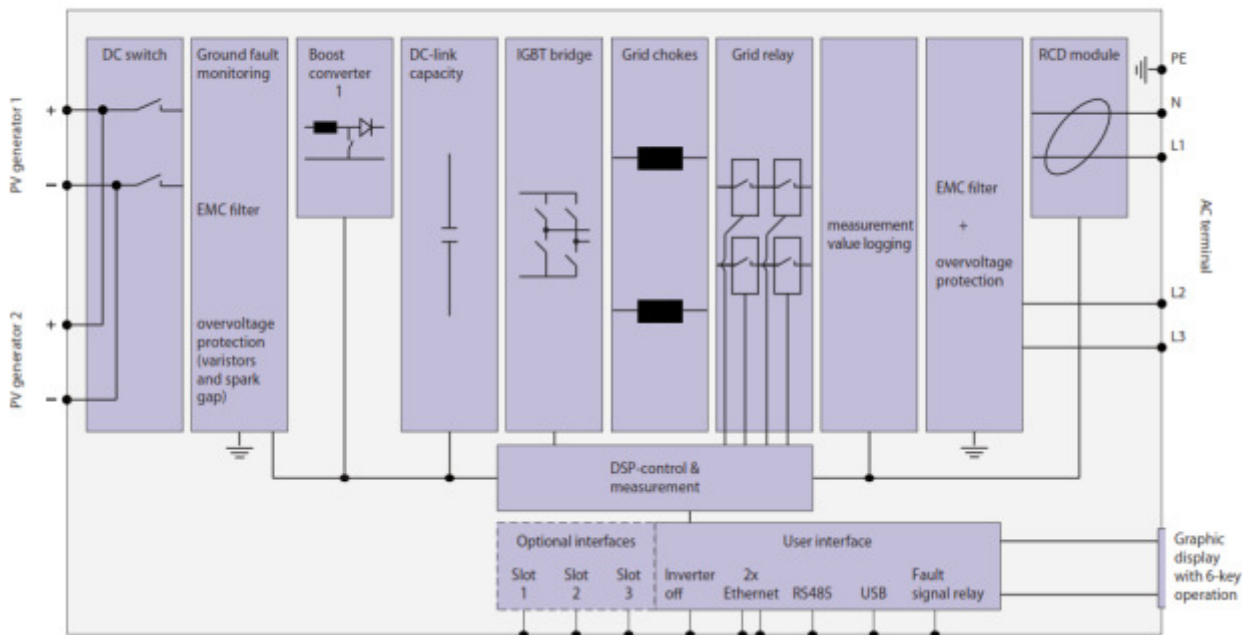 DC switch
Ground fault
monitoring
EMC filter
overvoltage
protection
(varistors
and spark
gap)
Boost
converter
1
DC-link
capacity
IGBT bridge
Grid chokes
Grid relay
measurement
value logging
EMC filter
+
overvoltage
protection
RCD module
PE
N
L1
L2
L3
AC terminal
PV generator 1
+
−
PV generator 2
+
−
DSP-control &
measurement
Optional interfaces
Slot Slot Slot
1 2 3
User interface
Inverter
off
2x
Ethernet
RS485
USB
Fault
signal relay
Graphic
display
with 6-key
operation